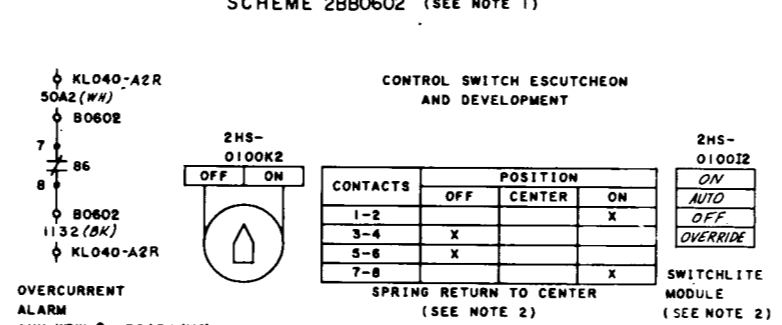 SCHEME 2BB0602 (SEE NOTE 1)
KL040-A2R
50A2(WH)
B0602
7
86
8
B0602
1132(BK)
KL040-A2R
OVERCURRENT
ALARM
2HS-
0100K2
OFF ON
CONTROL SWITCH ESCUTCHEON
AND DEVELOPMENT
CONTACTS POSITION
OFF CENTER ON
1-2 X
3-4 X
5-6 X
7-8 X
SPRING RETURN TO CENTER
(SEE NOTE 2)
2HS-
0100I2
ON
AUTO
OFF
OVERRIDE
SWITCHLITE
MODULE
(SEE NOTE 2)